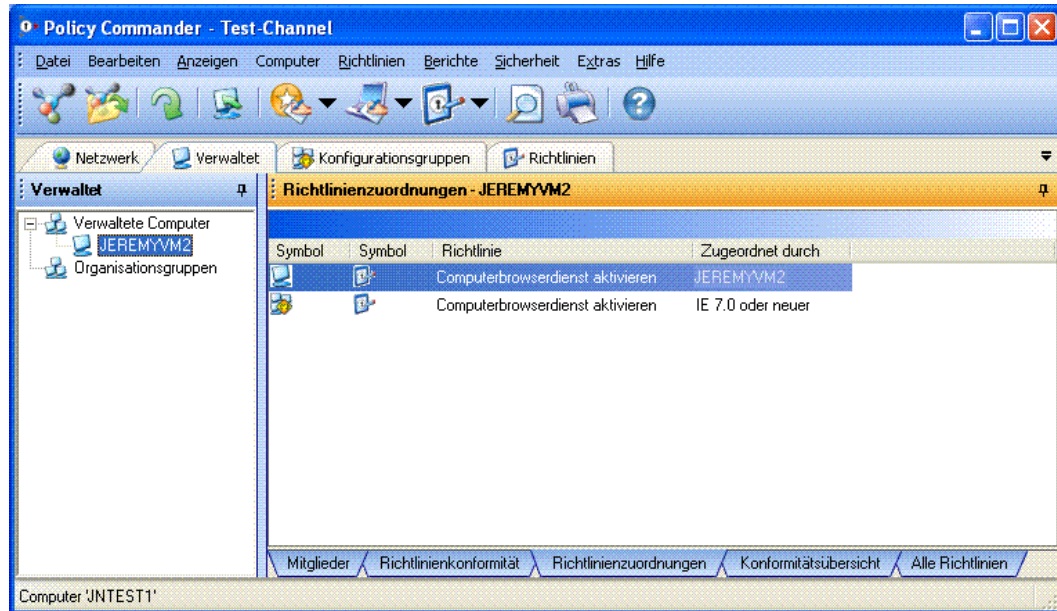 Policy Commander - Test-Channel
Datei Bearbeiten Anzeigen Computer Richtlinien Berichte Sicherheit Extras Hilfe
Netzwerk Verwaltet Konfigurationsgruppen Richtlinien
Verwaltet
Richtlinienzuordnungen - JEREMYVM2
Verwaltete Computer
JEREMYVM2
Organisationsgruppen
Symbol Symbol Richtlinie Zugeordnet durch
Computerbrowserdienst aktivieren JEREMYVM2
Computerbrowserdienst aktivieren IE 7.0 oder neuer
Mitglieder Richtlinienkonformität Richtlinienzuordnungen Konformitätsübersicht Alle Richtlinien
Computer 'JNTEST1'